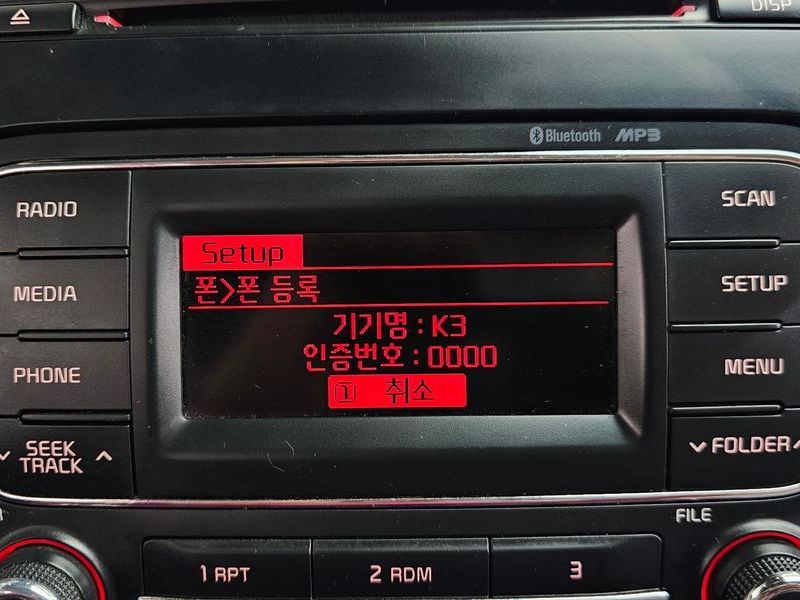 DISP
Bluetooth MP3
RADIO
SCAN
Setup
폰>폰 등록
SETUP
MEDIA
기기명 : K3
인증번호 : 0000
1 취소
PHONE
MENU
SEEK
TRACK
FOLDER
FILE
1 RPT
2 RDM
3